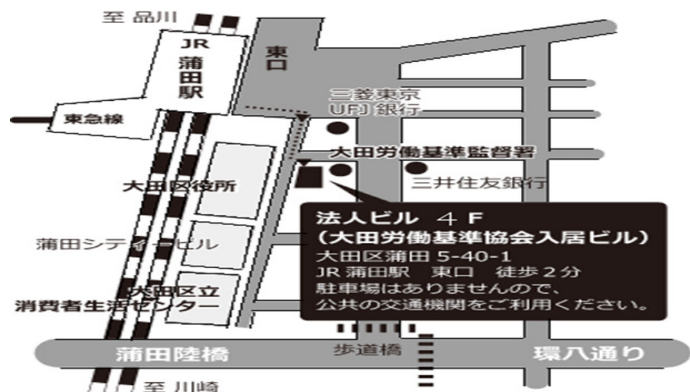 至 品川
JR
蒲田駅
東口
東急線
三菱東京
UFJ 銀行
大田労働基準監督署
三井住友銀行
大田区役所
法人ビル 4F
(大田労働基準協会入居ビル)
大田区蒲田 5-40-1
JR 蒲田駅 東口 徒歩2分
駐車場はありませんので、
公共の交通機関をご利用ください。
蒲田シティービル
大田区立
消費者生活センター
歩道橋
蒲田陸橋
環八通り
至 川崎